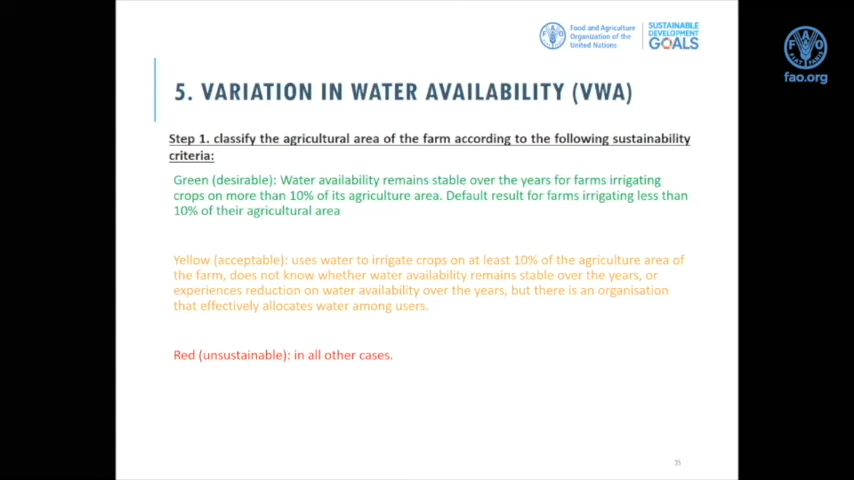 Food and Agriculture
Organization of the
United Nations
SUSTAINABLE
DEVELOPMENT
GOALS
FAO
FIAT PANIS
fao.org
5. VARIATION IN WATER AVAILABILITY (VWA)
Step 1. classify the agricultural area of the farm according to the following sustainability
criteria:
Green (desirable): Water availability remains stable over the years for farms irrigating
crops on more than 10% of its agriculture area. Default result for farms irrigating less than
10% of their agricultural area
Yellow (acceptable): uses water to irrigate crops on at least 10% of the agriculture area of
the farm, does not know whether water availability remains stable over the years, or
experiences reduction on water availability over the years, but there is an organisation
that effectively allocates water among users.
Red (unsustainable): in all other cases.